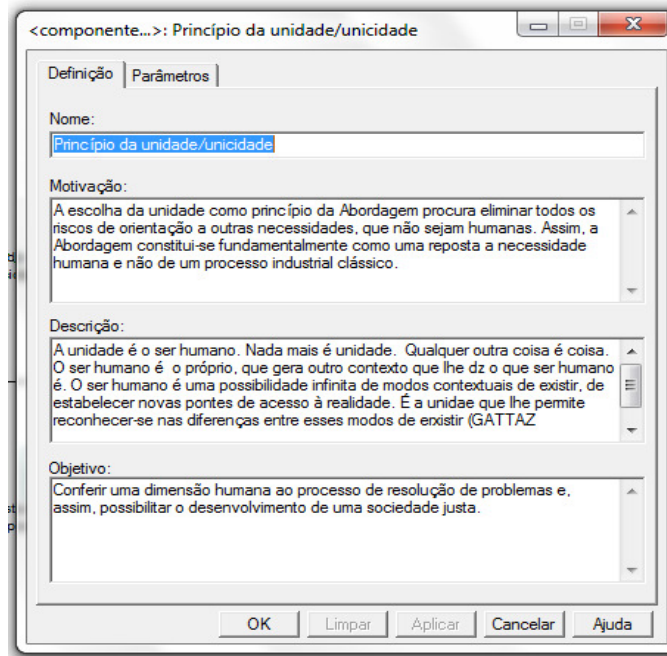 <componente...>: Princípio da unidade/unicidade
Definição
Parâmetros
Nome:
Princípio da unidade/unicidade
Motivação:
A escolha da unidade como princípio da Abordagem procura eliminar todos os
riscos de orientação a outras necessidades, que não sejam humanas. Assim, a
Abordagem constitui-se fundamentalmente como uma reposta a necessidade
humana e não de um processo industrial clássico.
Descrição:
A unidade é o ser humano. Nada mais é unidade.  Qualquer outra coisa é coisa.
O ser humano é  o próprio, que gera outro contexto que lhe dz o que ser humano
é. O ser humano é uma possibilidade infinita de modos contextuais de existir, de
estabelecer novas pontes de acesso à realidade. É a unidae que lhe permite
reconhecer-se nas diferenças entre esses modos de erxistir (GATTAZ
Objetivo:
Conferir uma dimensão humana ao processo de resolução de problemas e,
assim, possibilitar o desenvolvimento de uma sociedade justa.
OK
Limpar
Aplicar
Cancelar
Ajuda